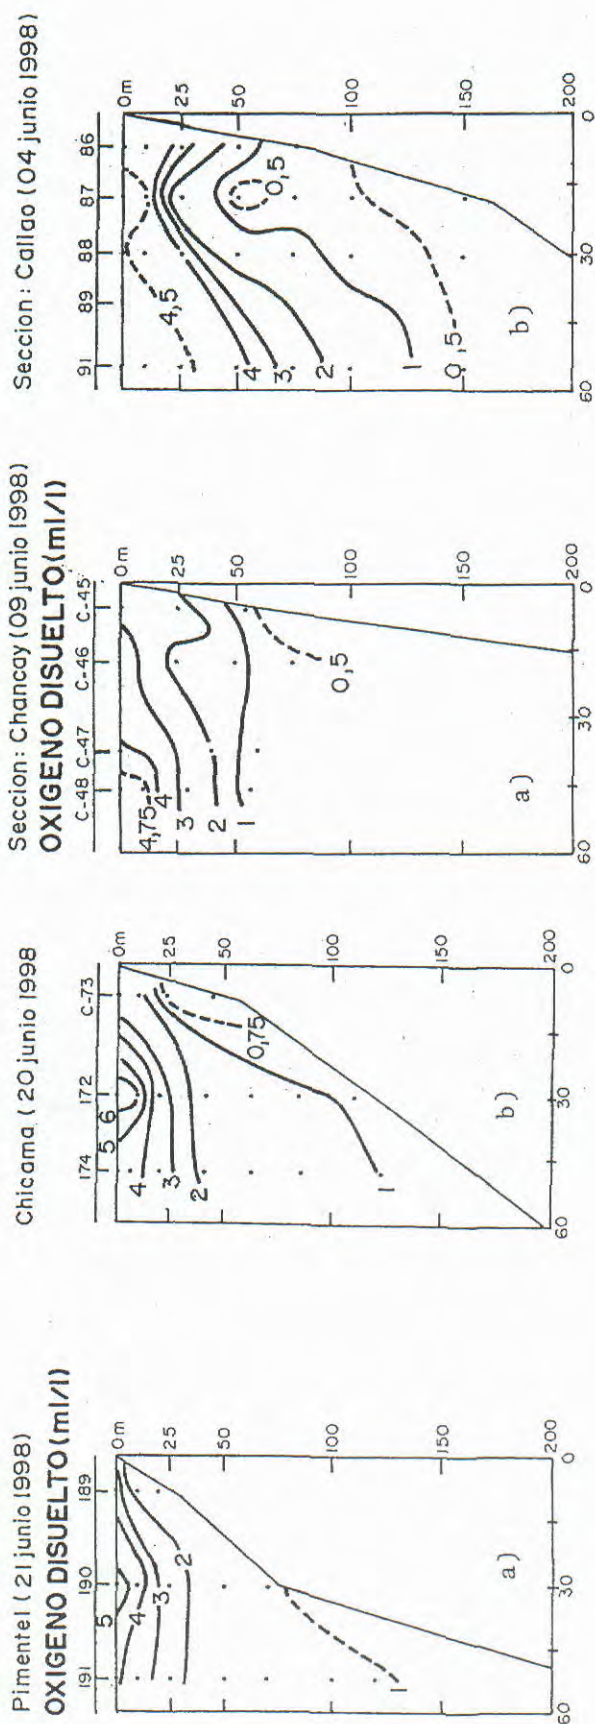 Pimentel (21 junio 1998)
OXIGENO DISUELTO (ml/l)
191 190 189
0m
25
50
100
150
200
5
4
3
2
1
a)
60 30 0
Chicama (20 junio 1998
174 172 C-73
0m
25
50
100
150
200
6
5
4
3
2
0,75
1
b)
60 30 0
Seccion: Chancay (09 junio 1998)
OXIGENO DISUELTO (ml/l)
C-48 C-47 C-46 C-45
0m
25
50
100
150
200
4,75
4
3
2
1
0,5
a)
60 30 0
Seccion: Callao (04 junio 1998)
91 89 88 87 86
0m
25
50
100
150
200
4,5
4
3
2
0,5
1
0,5
b)
60 30 0